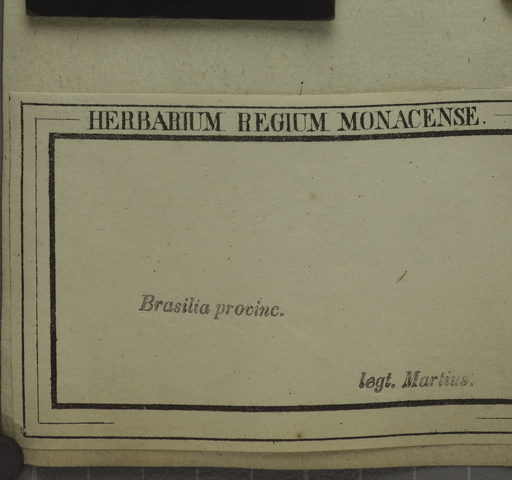 HERBARIUM REGIUM MONACENSE.
Brasilia provinc.
legt. Martius.